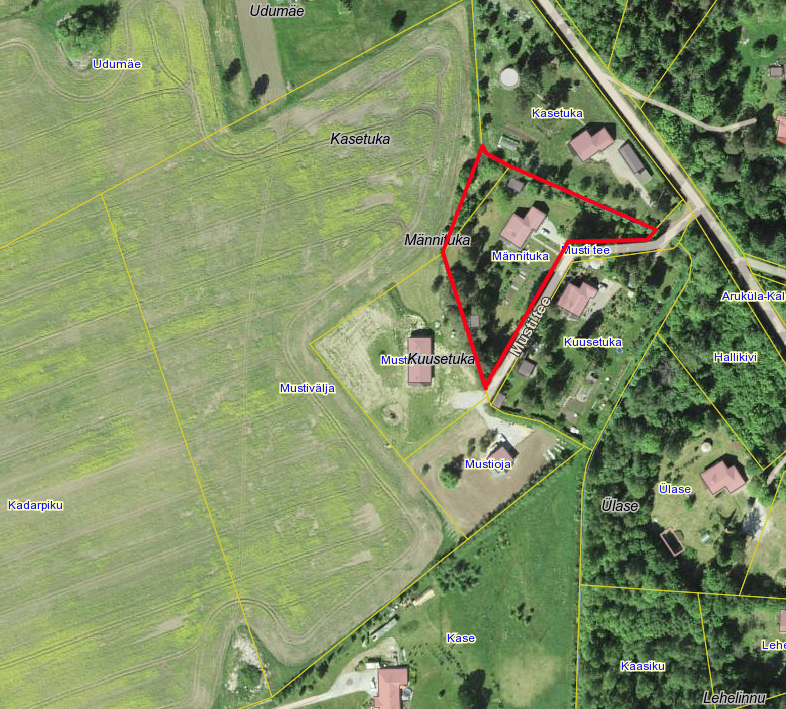 Udumäe
Udumäe
Kasetuka
Kasetuka
Männituka
Männituka
Musti tee
Musti tee
Aruküla-Kal
Kuusetuka
Hallikivi
Must
Kuusetuka
Mustivälja
Mustioja
Ülase
Ülase
Kadarpiku
Kase
Lehe
Kaasiku
Lehelinnu